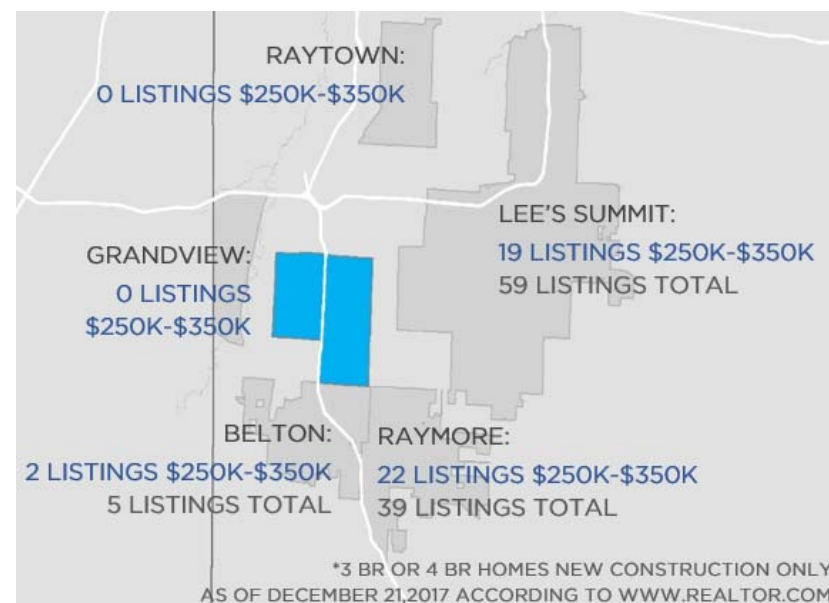 RAYTOWN:
0 LISTINGS $250K-$350K
LEE'S SUMMIT:
19 LISTINGS $250K-$350K
59 LISTINGS TOTAL
GRANDVIEW:
0 LISTINGS
$250K-$350K
BELTON:
2 LISTINGS $250K-$350K
5 LISTINGS TOTAL
RAYMORE:
22 LISTINGS $250K-$350K
39 LISTINGS TOTAL
*3 BR OR 4 BR HOMES NEW CONSTRUCTION ONLY
AS OF DECEMBER 21,2017 ACCORDING TO WWW.REALTOR.COM